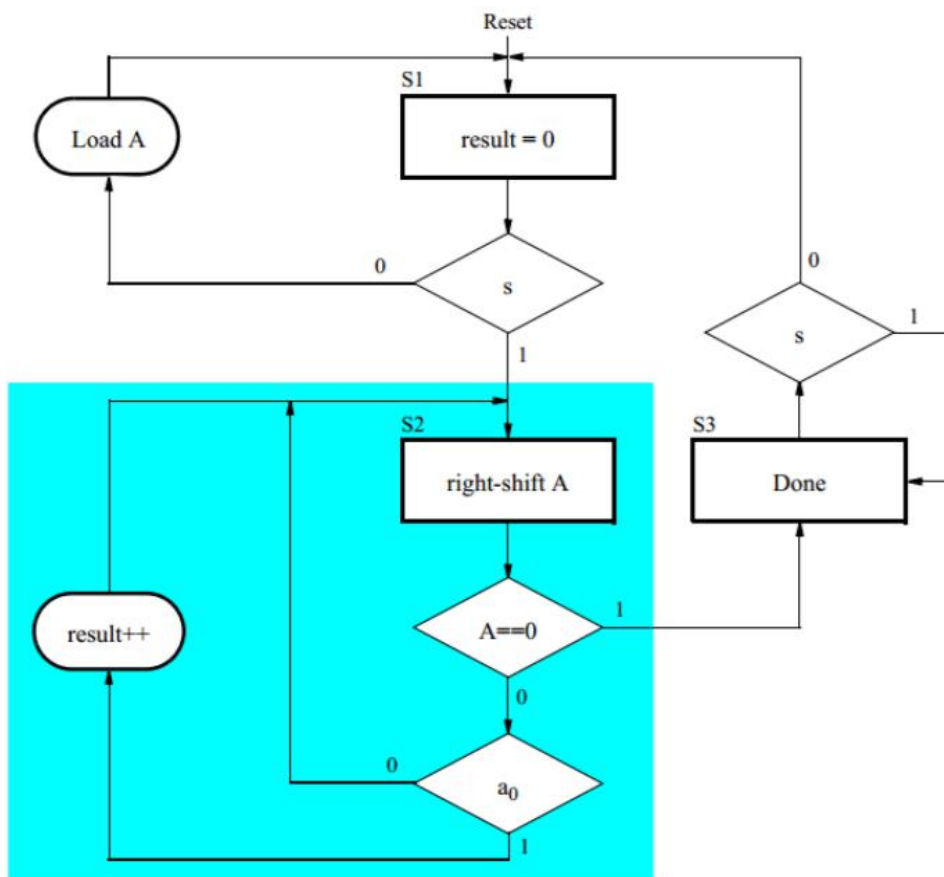 Reset
S1
Load A
result = 0
0
s
0
1
s
1
S2
S3
right-shift A
Done
result++
A==0
1
0
0
a₀
1